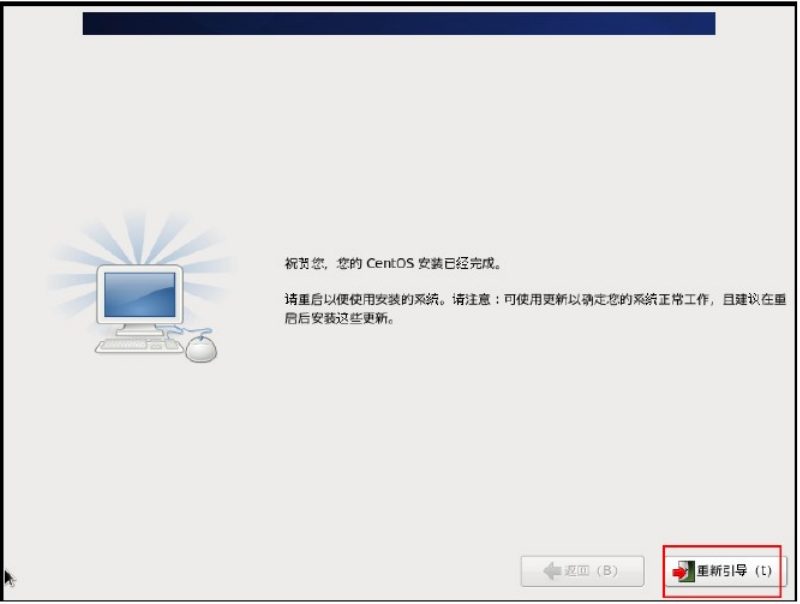 祝贺您，您的 CentOS 安装已经完成。
请重启以便使用安装的系统。请注意：可使用更新以确定您的系统正常工作，且建议在重
启后安装这些更新。
返回（B）
重新引导（t）